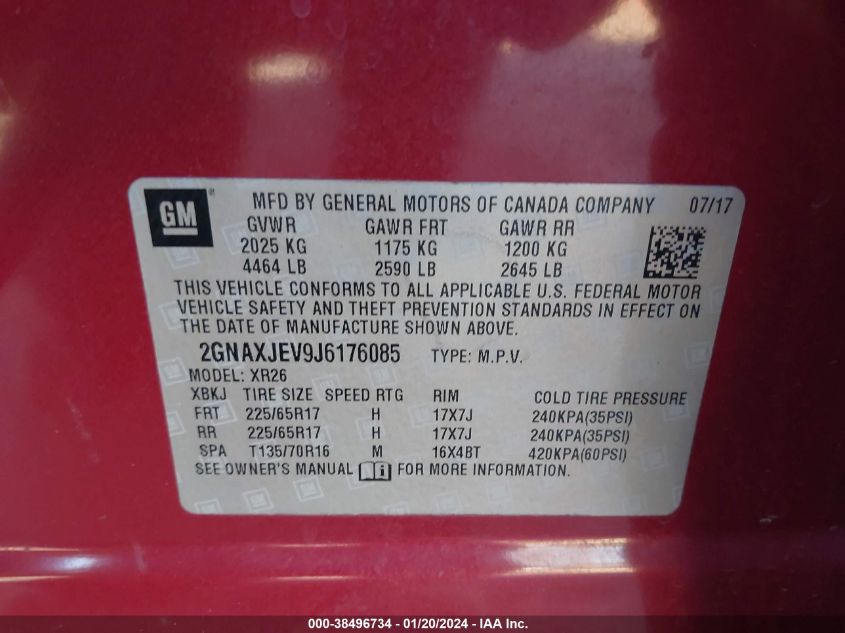 GM
MFD BY GENERAL MOTORS OF CANADA COMPANY 07/17
GVWR GAWR FRT GAWR RR
2025 KG 1175 KG 1200 KG
4464 LB 2590 LB 2645 LB
THIS VEHICLE CONFORMS TO ALL APPLICABLE U.S. FEDERAL MOTOR
VEHICLE SAFETY AND THEFT PREVENTION STANDARDS IN EFFECT ON
THE DATE OF MANUFACTURE SHOWN ABOVE.
2GNAXJEV9J6176085 TYPE: M.P.V.
MODEL: XR26
XBKJ TIRE SIZE SPEED RTG RIM COLD TIRE PRESSURE
FRT 225/65R17 H 17X7J 240KPA(35PSI)
RR 225/65R17 H 17X7J 240KPA(35PSI)
SPA T135/70R16 M 16X4BT 420KPA(60PSI)
SEE OWNER'S MANUAL FOR MORE INFORMATION.
000-38496734 - 01/20/2024 - IAA Inc.